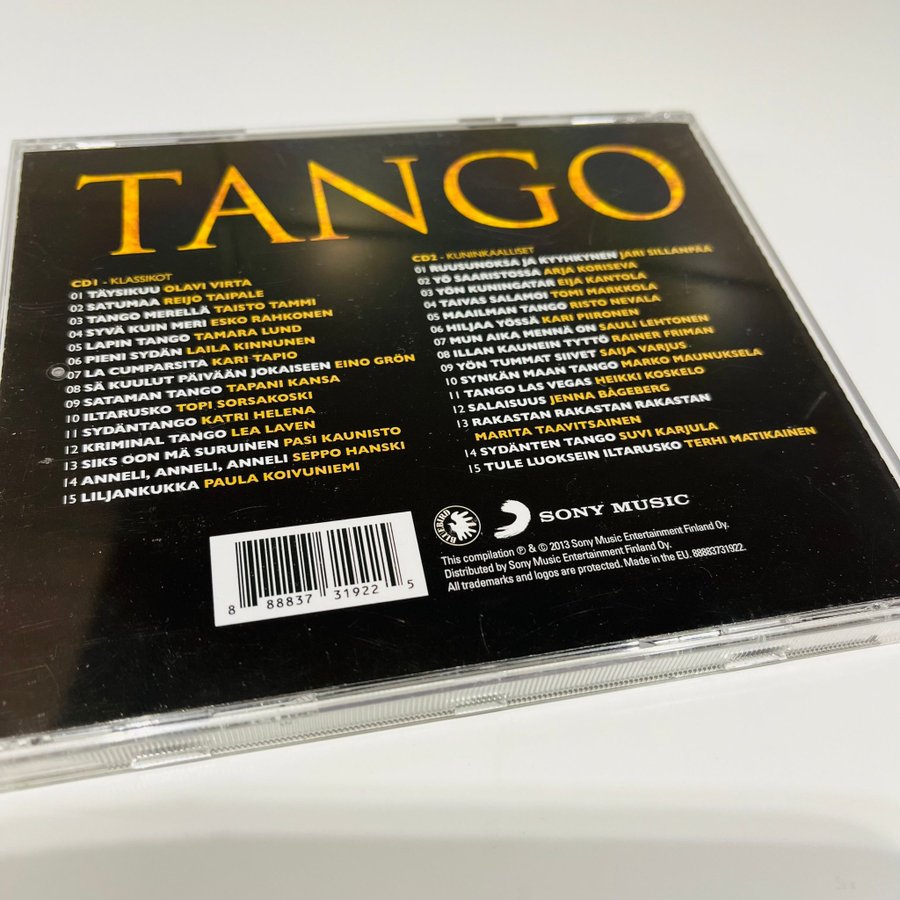 TANGO
CD1 - KLASSIKOT
01 TÄYSIKUU OLAVI VIRTA
02 SATUMAA REIJO TAIPALE
03 TANGO MERELLÄ TAISTO TAMMI
04 SYVÄ KUIN MERI ESKO RAHKONEN
05 LAPIN TANGO TAMARA LUND
06 PIENI SYDÄN LAILA KINNUNEN
07 LA CUMPARSITA KARI TAPIO
08 SÄ KUULUT PÄIVÄÄN JOKAISEEN EINO GRÖN
09 SATAMAN TANGO TAPANI KANSA
10 ILTARUSKO TOPI SORSAKOSKI
11 SYDÄNTANGO KATRI HELENA
12 KRIMINAL TANGO LEA LAVEN
13 SIKS OON MÄ SURUINEN PASI KAUNISTO
14 ANNELI, ANNELI, ANNELI SEPPO HANSKI
15 LILJANKUKKA PAULA KOIVUNIEMI
CD2 - KUNINKAALLISET
01 RUUSUNOKSA JA KYYHKYNEN JARI SILLANPÄÄ
02 YÖ SAARISTOSSA ARJA KORISEVA
03 YÖN KUNINGATAR EIJA KANTOLA
04 TAIVAS SALAMOI TOMI MARKKOLA
05 MAAILMAN TANGO RISTO NEVALA
06 HILJAA YÖSSÄ KARI PIIRONEN
07 MUN AIKA MENNÄ ON SAULI LEHTONEN
08 ILLAN KAUNEIN TYTTÖ RAINER FRIMAN
09 YÖN TUMMAT SIIVET SAIJA VARJUS
10 SYNKÄN MAAN TANGO MARKO MAUNUKSELA
11 TANGO LAS VEGAS HEIKKI KOSKELO
12 SALAISUUS JENNA BÅGEBERG
13 RAKASTAN RAKASTAN RAKASTAN
MARITA TAAVITSAINEN
14 SYDÄNTEN TANGO SUVI KARJULA
15 TULE LUOKSEIN ILTARUSKO TERHI MATIKAINEN
BLUEBIRD
SONY MUSIC
This compilation ℗ & © 2013 Sony Music Entertainment Finland Oy.
Distributed by Sony Music Entertainment Finland Oy.
All trademarks and logos are protected. Made in the EU. 88883731922.
8 88837 31922 5